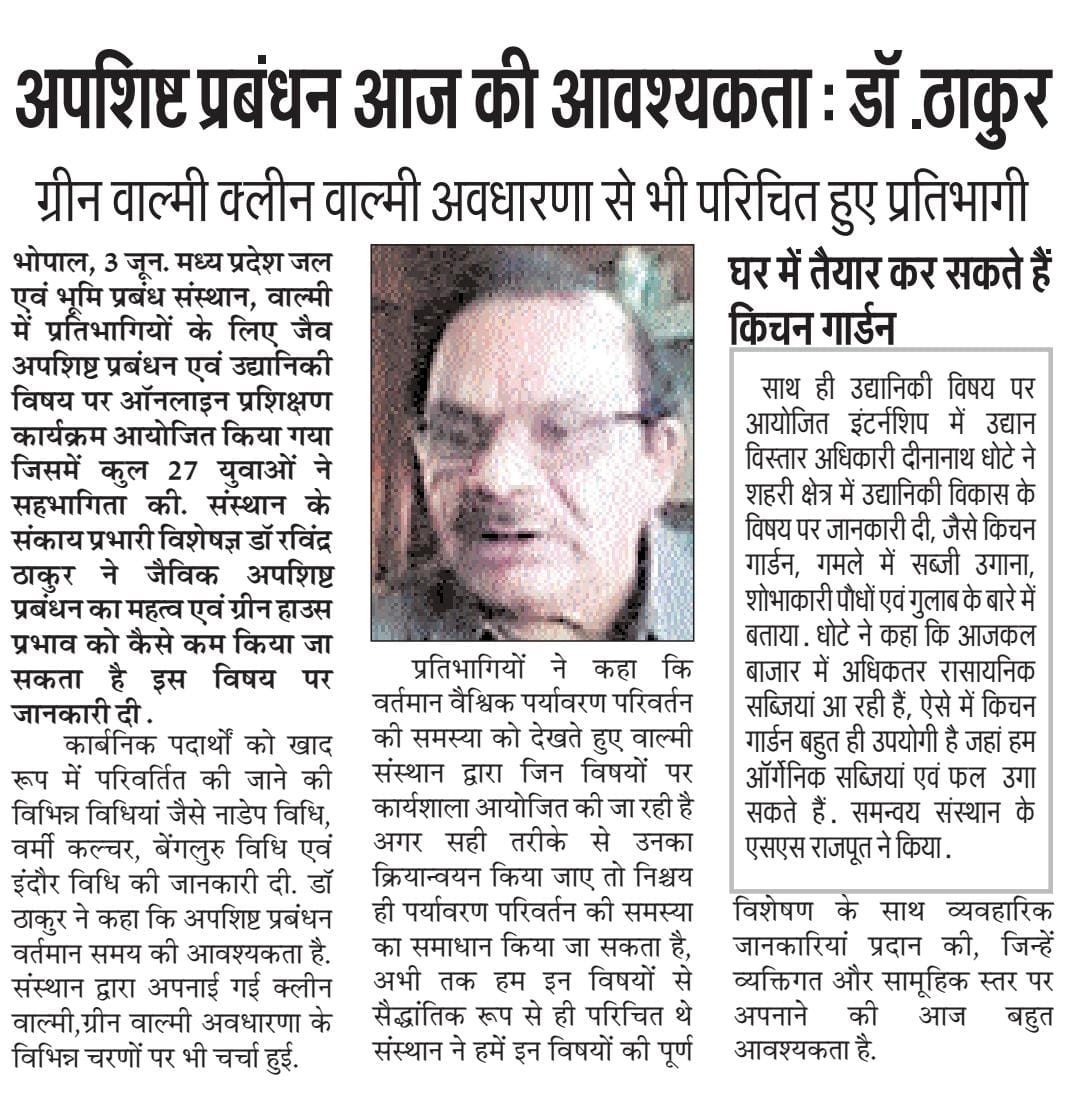 अपशिष्ट प्रबंधन आज की आवश्यकता : डॉ .ठाकुर
ग्रीन वाल्मी क्लीन वाल्मी अवधारणा से भी परिचित हुए प्रतिभागी
भोपाल, 3 जून. मध्य प्रदेश जल
एवं भूमि प्रबंध संस्थान, वाल्मी
में प्रतिभागियों के लिए जैव
अपशिष्ट प्रबंधन एवं उद्यानिकी
विषय पर ऑनलाइन प्रशिक्षण
कार्यक्रम आयोजित किया गया
जिसमें कुल 27 युवाओं ने
सहभागिता की. संस्थान के
संकाय प्रभारी विशेषज्ञ डॉ रविंद्र
ठाकुर ने जैविक अपशिष्ट
प्रबंधन का महत्व एवं ग्रीन हाउस
प्रभाव को कैसे कम किया जा
सकता है इस विषय पर
जानकारी दी .
कार्बनिक पदार्थों को खाद
रूप में परिवर्तित की जाने की
विभिन्न विधियां जैसे नाडेप विधि,
वर्मी कल्चर, बेंगलुरु विधि एवं
इंदौर विधि की जानकारी दी. डॉ
ठाकुर ने कहा कि अपशिष्ट प्रबंधन
वर्तमान समय की आवश्यकता है.
संस्थान द्वारा अपनाई गई क्लीन
वाल्मी,ग्रीन वाल्मी अवधारणा के
विभिन्न चरणों पर भी चर्चा हुई.
प्रतिभागियों ने कहा कि
वर्तमान वैश्विक पर्यावरण परिवर्तन
की समस्या को देखते हुए वाल्मी
संस्थान द्वारा जिन विषयों पर
कार्यशाला आयोजित की जा रही है
अगर सही तरीके से उनका
क्रियान्वयन किया जाए तो निश्चय
ही पर्यावरण परिवर्तन की समस्या
का समाधान किया जा सकता है,
अभी तक हम इन विषयों से
सैद्धांतिक रूप से ही परिचित थे
संस्थान ने हमें इन विषयों की पूर्ण
घर में तैयार कर सकते हैं
किचन गार्डन
साथ ही उद्यानिकी विषय पर
आयोजित इंटर्नशिप में उद्यान
विस्तार अधिकारी दीनानाथ धोटे ने
शहरी क्षेत्र में उद्यानिकी विकास के
विषय पर जानकारी दी, जैसे किचन
गार्डन, गमले में सब्जी उगाना,
शोभाकारी पौधों एवं गुलाब के बारे में
बताया. धोटे ने कहा कि आजकल
बाजार में अधिकतर रासायनिक
सब्जियां आ रही हैं, ऐसे में किचन
गार्डन बहुत ही उपयोगी है जहां हम
ऑर्गेनिक सब्जियां एवं फल उगा
सकते हैं. समन्वय संस्थान के
एसएस राजपूत ने किया.
विशेषण के साथ व्यवहारिक
जानकारियां प्रदान की, जिन्हें
व्यक्तिगत और सामूहिक स्तर पर
अपनाने की आज बहुत
आवश्यकता है.